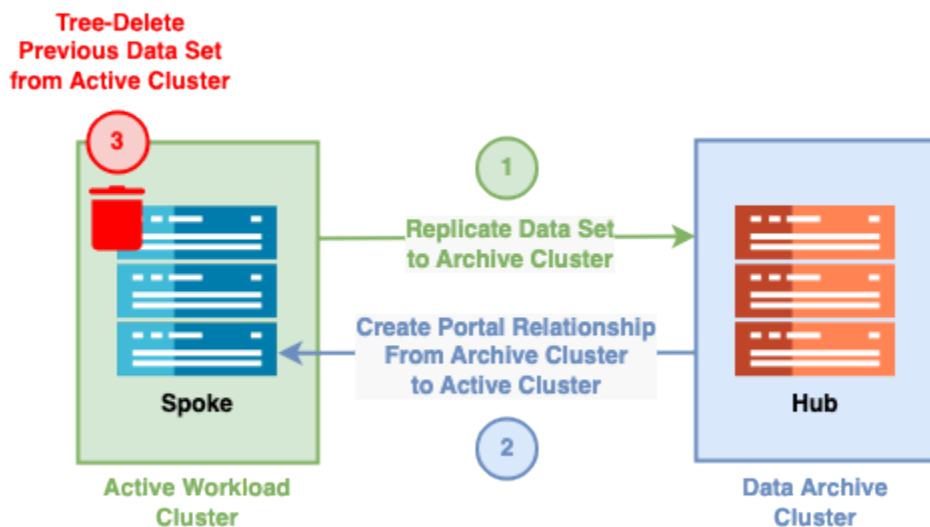 Tree-Delete
Previous Data Set
from Active Cluster
3
1
Replicate Data Set
to Archive Cluster
Create Portal Relationship
From Archive Cluster
to Active Cluster
2
Spoke
Hub
Active Workload
Cluster
Data Archive
Cluster